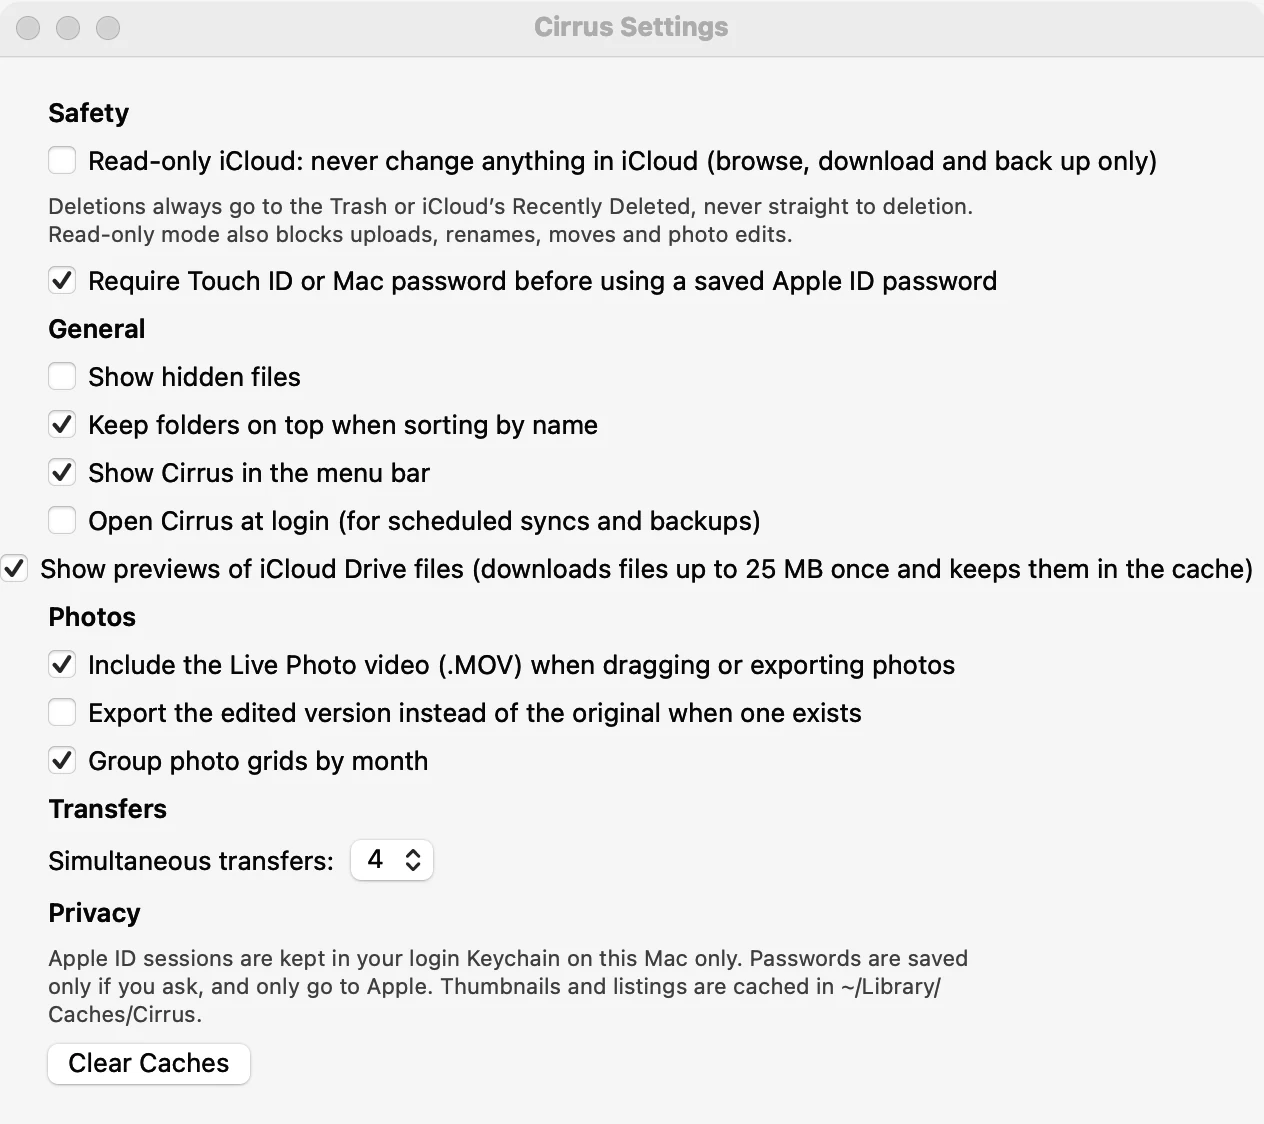 Cirrus Settings
Safety
Read-only iCloud: never change anything in iCloud (browse, download and back up only)
Deletions always go to the Trash or iCloud’s Recently Deleted, never straight to deletion.
Read-only mode also blocks uploads, renames, moves and photo edits.
Require Touch ID or Mac password before using a saved Apple ID password
General
Show hidden files
Keep folders on top when sorting by name
Show Cirrus in the menu bar
Open Cirrus at login (for scheduled syncs and backups)
Show previews of iCloud Drive files (downloads files up to 25 MB once and keeps them in the cache)
Photos
Include the Live Photo video (.MOV) when dragging or exporting photos
Export the edited version instead of the original when one exists
Group photo grids by month
Transfers
Simultaneous transfers: 4
Privacy
Apple ID sessions are kept in your login Keychain on this Mac only. Passwords are saved
only if you ask, and only go to Apple. Thumbnails and listings are cached in ~/Library/
Caches/Cirrus.
Clear Caches